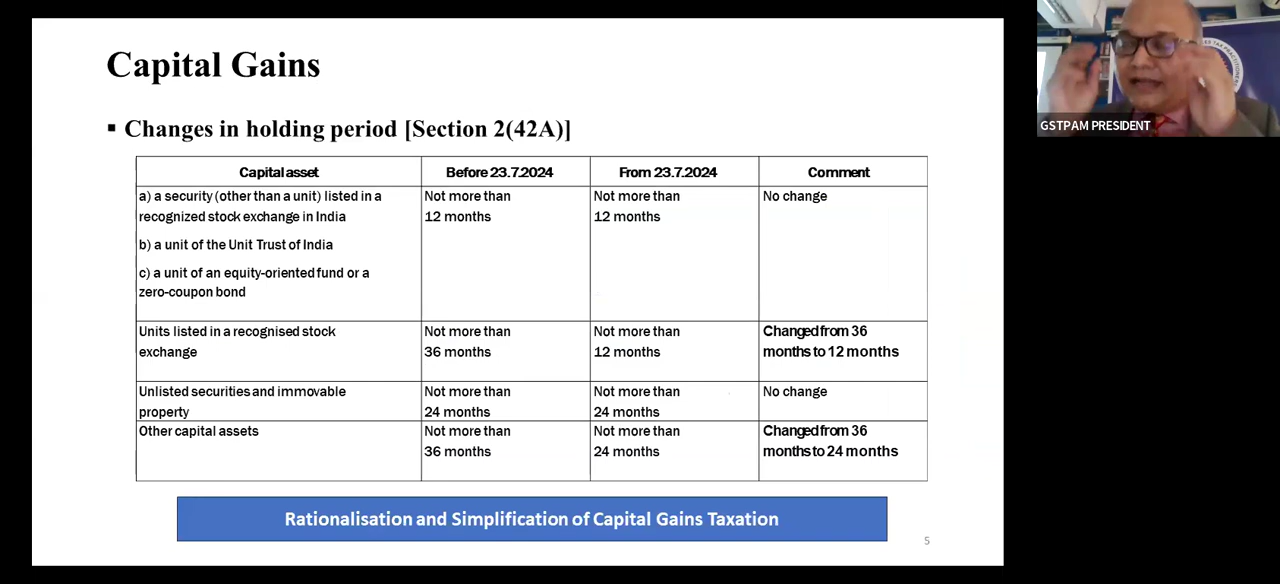 Capital Gains
▪ Changes in holding period [Section 2(42A)]
Capital asset Before 23.7.2024 From 23.7.2024 Comment
a) a security (other than a unit) listed in a Not more than Not more than No change
recognized stock exchange in India 12 months 12 months
b) a unit of the Unit Trust of India
c) a unit of an equity-oriented fund or a
zero-coupon bond
Units listed in a recognised stock Not more than Not more than Changed from 36
exchange 36 months 12 months months to 12 months
Unlisted securities and immovable Not more than Not more than No change
property 24 months 24 months
Other capital assets Not more than Not more than Changed from 36
36 months 24 months months to 24 months
Rationalisation and Simplification of Capital Gains Taxation
5
GSTPAM PRESIDENT